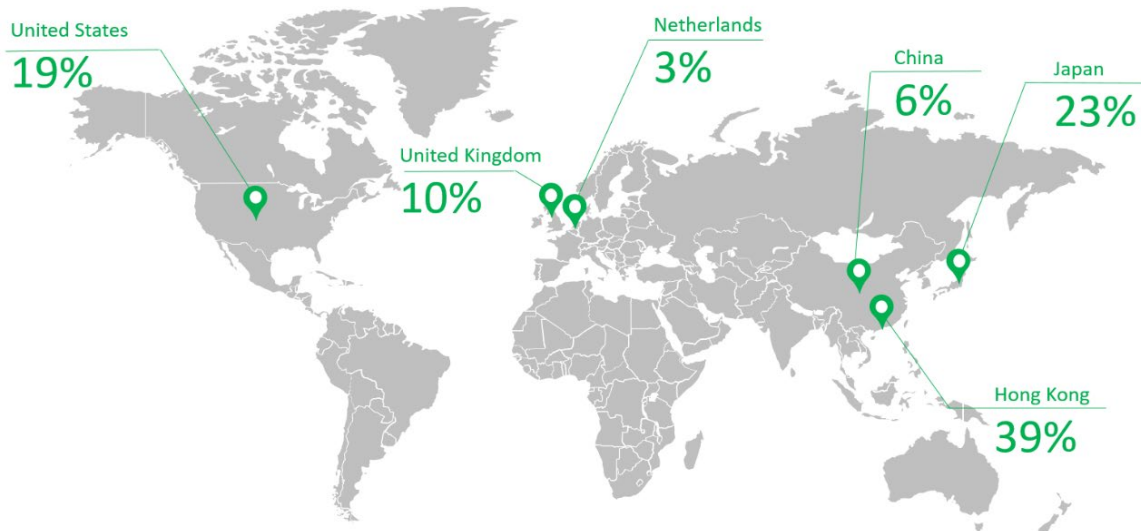 United States
19%
Netherlands
3%
China
6%
Japan
23%
United Kingdom
10%
Hong Kong
39%